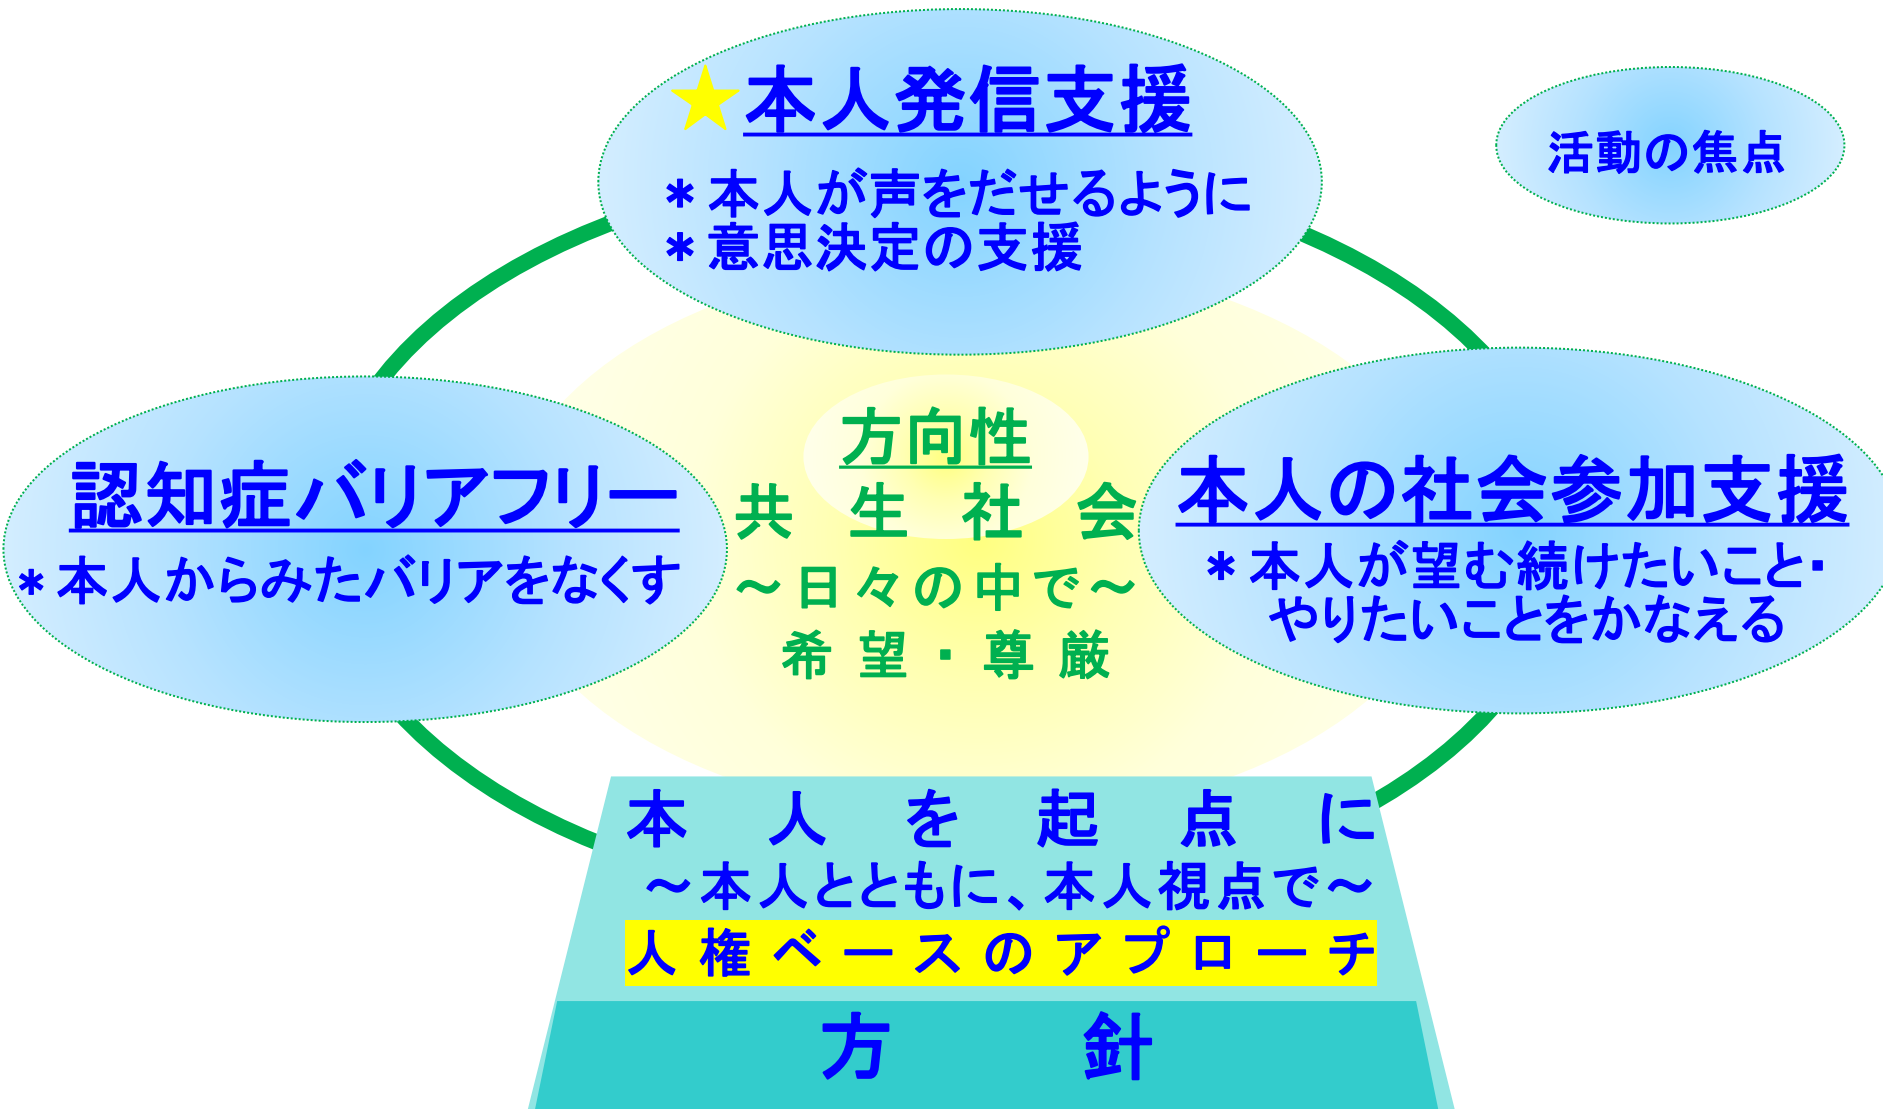 ★本人発信支援
＊本人が声をだせるように
＊意思決定の支援
活動の焦点
認知症バリアフリー
＊本人からみたバリアをなくす
方向性
共生社会
～日々の中で～
希望・尊厳
本人の社会参加支援
＊本人が望む続けたいこと・
やりたいことをかなえる
本人を起点に
～本人とともに、本人視点で～
人権ベースのアプローチ
方針